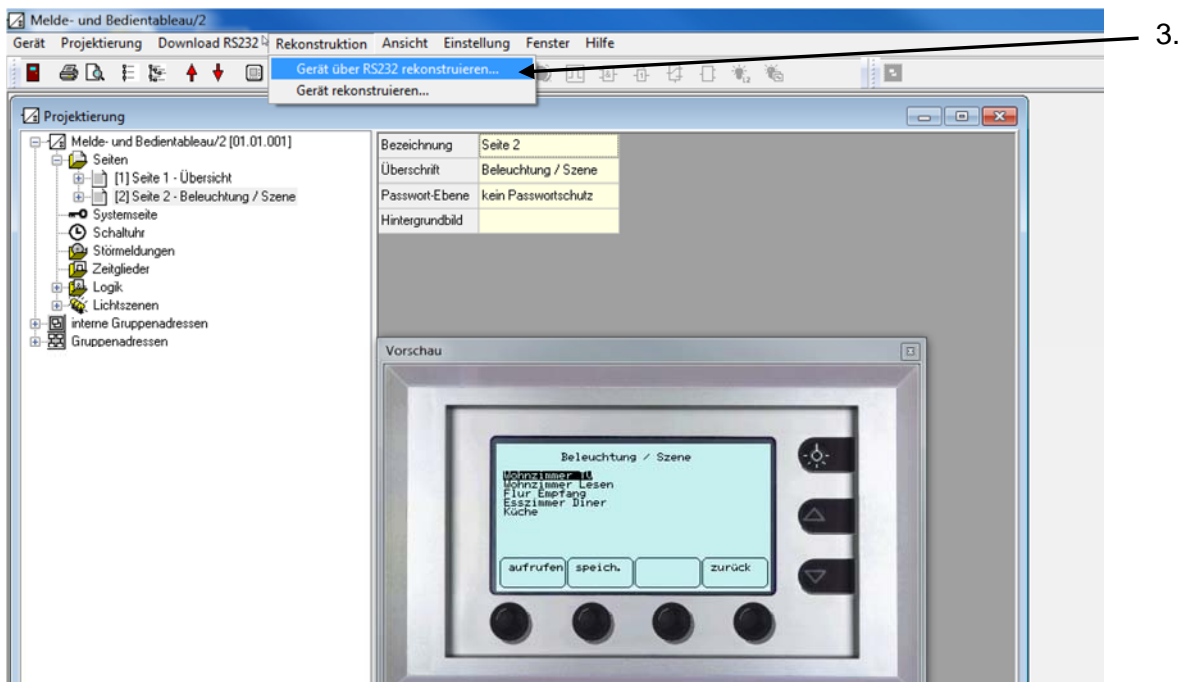 Melde- und Bedientableau/2
Gerät Projektierung Download RS232 Rekonstruktion Ansicht Einstellung Fenster Hilfe
3.
Gerät über RS232 rekonstruieren...
Gerät rekonstruieren...
Projektierung
Melde- und Bedientableau/2 [01.01.001]
Seiten
[1] Seite 1 - Übersicht
[2] Seite 2 - Beleuchtung / Szene
Systemseite
Schaltuhr
Störmeldungen
Zeitglieder
Logik
Lichtszenen
interne Gruppenadressen
Gruppenadressen
Bezeichnung Seite 2
Überschrift Beleuchtung / Szene
Passwort-Ebene kein Passwortschutz
Hintergrundbild
Vorschau
Beleuchtung / Szene
Wohnzimmer TV
Wohnzimmer Lesen
Flur Empfang
Esszimmer Diner
Küche
aufrufen speich. zurück